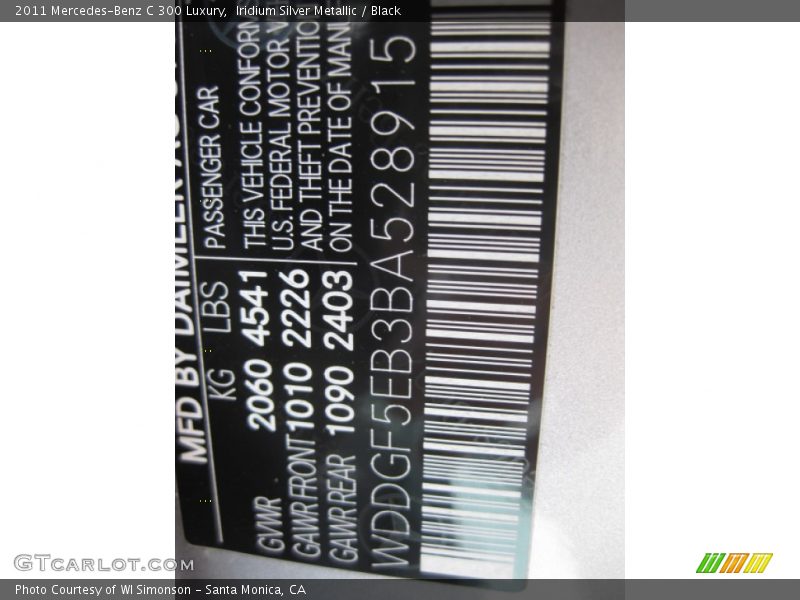 2011 Mercedes-Benz C 300 Luxury, Iridium Silver Metallic / Black
MFD BY DAIMLER
KG LBS PASSENGER CAR
GVWR 2060 4541 THIS VEHICLE CONFORM
GAWR FRONT 1010 2226 U.S. FEDERAL MOTOR
GAWR REAR 1090 2403 AND THEFT PREVENTION
ON THE DATE OF MANU
WDDGF5EB3BA528915
GTCARLOT.COM
Photo Courtesy of WI Simonson - Santa Monica, CA